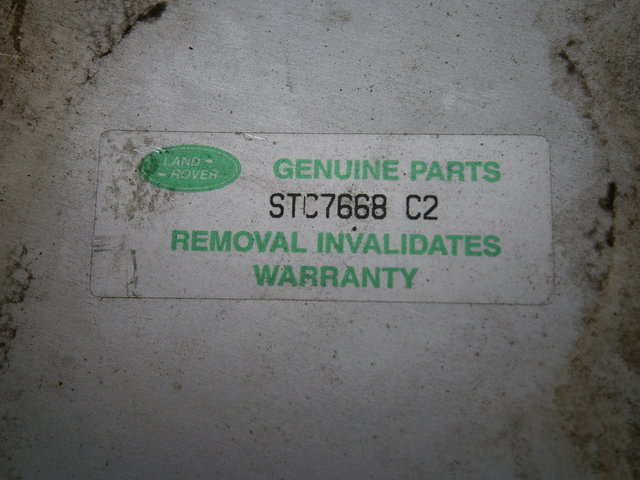 LAND
ROVER
GENUINE PARTS
STC7668 C2
REMOVAL INVALIDATES
WARRANTY